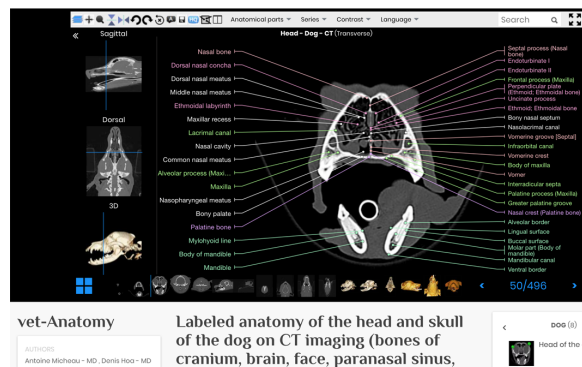 Anatomical parts
Series
Contrast
Language
Search
Sagittal
Head - Dog - CT (Transverse)
Nasal bone
Dorsal nasal concha
Dorsal nasal meatus
Middle nasal meatus
Ethmoidal labyrinth
Maxillary recess
Lacrimal canal
Nasal cavity
Common nasal meatus
Alveolar process (Maxi...
Maxilla
Nasopharyngeal meatus
Bony palate
Palatine bone
Mylohyoid line
Body of mandible
Mandible
Septal process (Nasal
bone)
Endoturbinate I
Endoturbinate II
Frontal process (Maxilla)
Perpendicular plate
(Ethmoid; Ethmoidal bone
Uncinate process
Ethmoid; Ethmoidal bone
Bony nasal septum
Nasolacrimal canal
Vomerine groove [Septal]
Infraorbital canal
Vomerine crest
Body of maxilla
Vomer
Interradicular septa
Palatine process (Maxilla)
Greater palatine groove
Nasal crest (Palatine bone)
Alveolar border
Lingual surface
Buccal surface
Molar part (Body of
mandible)
Mandibular canal
Ventral border
Dorsal
3D
50/496
vet-Anatomy
AUTHORS
Antoine Micheau - MD , Denis Hoa - MD
Labeled anatomy of the head and skull
of the dog on CT imaging (bones of
cranium, brain, face, paranasal sinus,
DOG (8)
Head of the